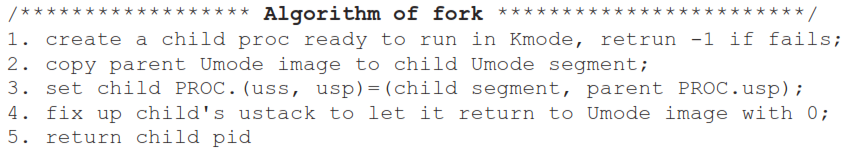 /****************** Algorithm of fork ************************/
1. create a child proc ready to run in Kmode, retrun -1 if fails;
2. copy parent Umode image to child Umode segment;
3. set child PROC.(uss, usp)=(child segment, parent PROC.usp);
4. fix up child's ustack to let it return to Umode image with 0;
5. return child pid